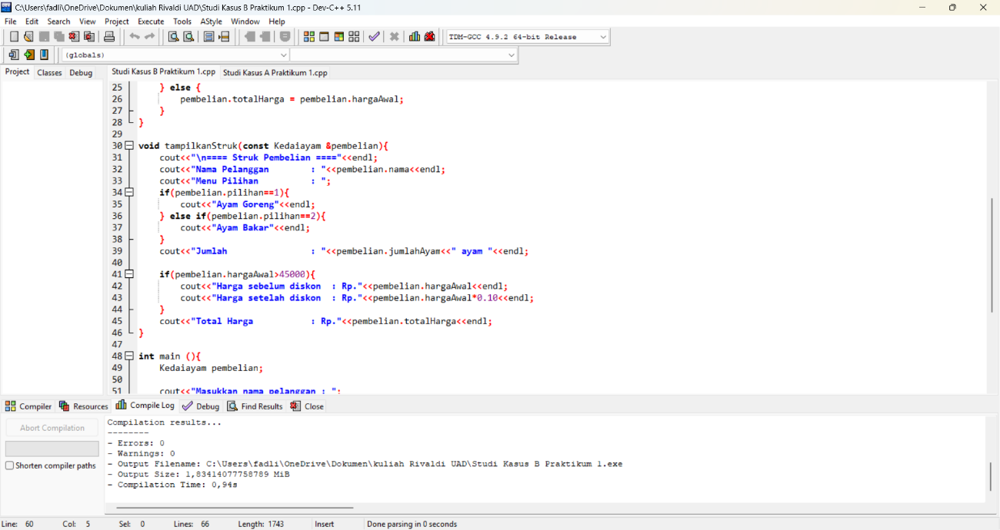 C:\Users\fadli\OneDrive\Dokumen\kuliah Rivaldi UAD\Studi Kasus B Praktikum 1.cpp - Dev-C++ 5.11
File Edit Search View Project Execute Tools AStyle Window Help
TDM-GCC 4.9.2 64-bit Release
(globals)
Project Classes Debug Studi Kasus B Praktikum 1.cpp Studi Kasus A Praktikum 1.cpp
25 } else {
26 pembelian.totalHarga = pembelian.hargaAwal;
27 }
28 }
29
30 void tampilkanStruk(const Kedaiayam &pembelian){
31 cout<<"\n==== Struk Pembelian ===="<<endl;
32 cout<<"Nama Pelanggan : "<<pembelian.nama<<endl;
33 cout<<"Menu Pilihan : ";
34 if(pembelian.pilihan==1){
35 cout<<"Ayam Goreng"<<endl;
36 } else if(pembelian.pilihan==2){
37 cout<<"Ayam Bakar"<<endl;
38 }
39 cout<<"Jumlah : "<<pembelian.jumlahAyam<<" ayam "<<endl;
40
41 if(pembelian.hargaAwal>45000){
42 cout<<"Harga sebelum diskon : Rp."<<pembelian.hargaAwal<<endl;
43 cout<<"Harga setelah diskon : Rp."<<pembelian.hargaAwal*0.10<<endl;
44 }
45 cout<<"Total Harga : Rp."<<pembelian.totalHarga<<endl;
46 }
47
48 int main (){
49 Kedaiayam pembelian;
50
51 cout<<"Masukkan nama pelanggan : ";
Compiler Resources Compile Log Debug Find Results Close
Abort Compilation
Shorten compiler paths
Compilation results...
--------
- Errors: 0
- Warnings: 0
- Output Filename: C:\Users\fadli\OneDrive\Dokumen\kuliah Rivaldi UAD\Studi Kasus B Praktikum 1.exe
- Output Size: 1,83414077758789 MiB
- Compilation Time: 0,94s
Line: 60 Col: 5 Sel: 0 Lines: 66 Length: 1743 Insert Done parsing in 0 seconds